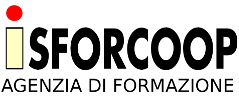 iSFORCOOP
AGENZIA DI FORMAZIONE